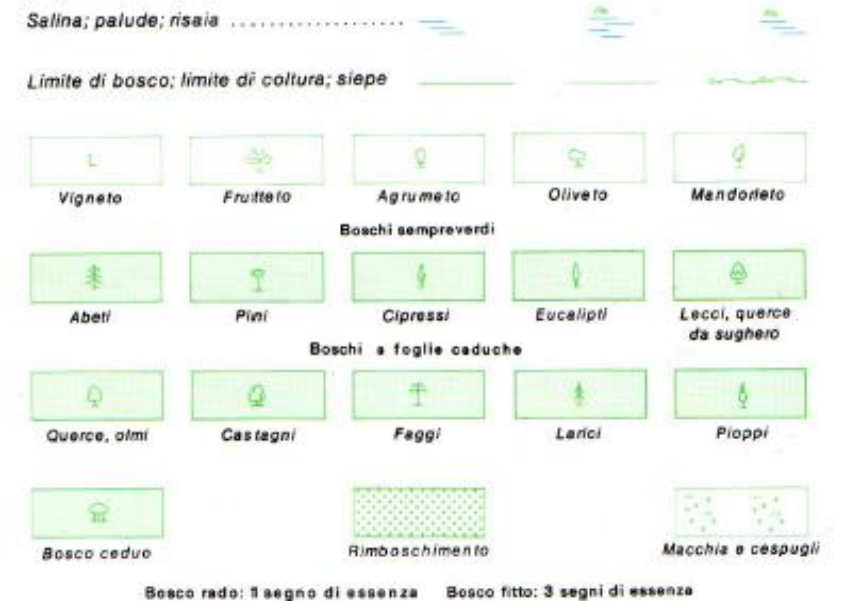 Salina; palude; risaia ......................
Limite di bosco; limite di coltura; siepe
Vigneto Frutteto Agrumeto Oliveto Mandorleto
Boschi sempreverdi
Abeti Pini Cipressi Eucalipti Lecci, querce
da sughero
Boschi a foglie caduche
Querce, olmi Castagni Faggi Larici Pioppi
Bosco ceduo Rimboschimento Macchia e cespugli
Bosco rado: 1 segno di essenza Bosco fitto: 3 segni di essenza